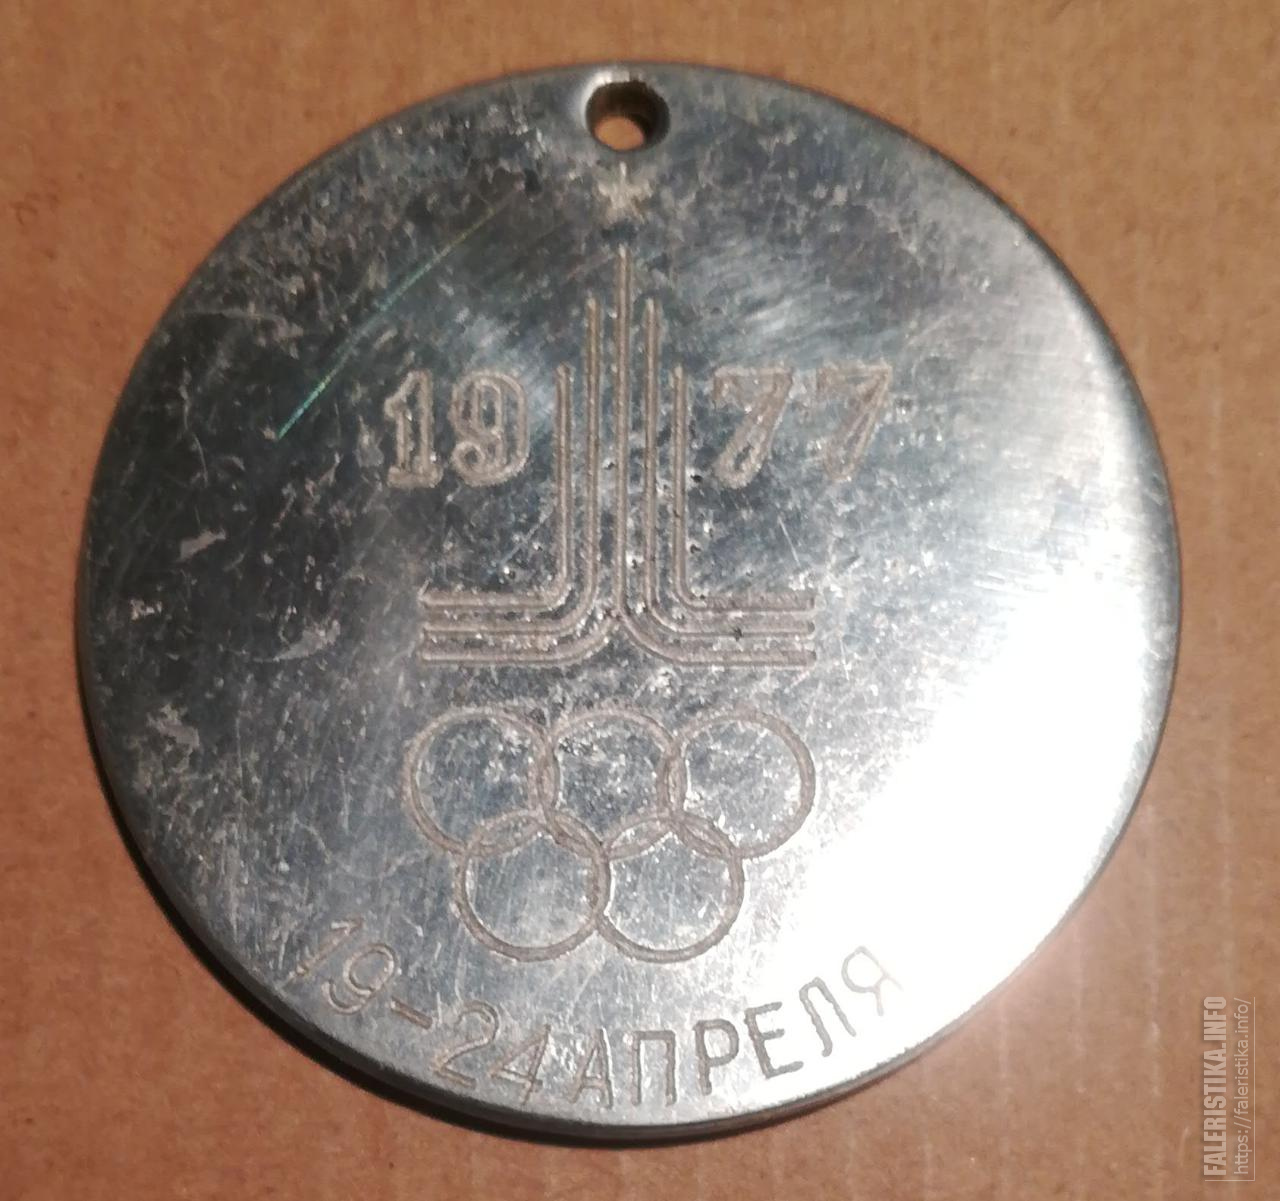 1977
19-24 АПРЕЛЯ
FALERISTIKA.INFO
https://faleristika.info/